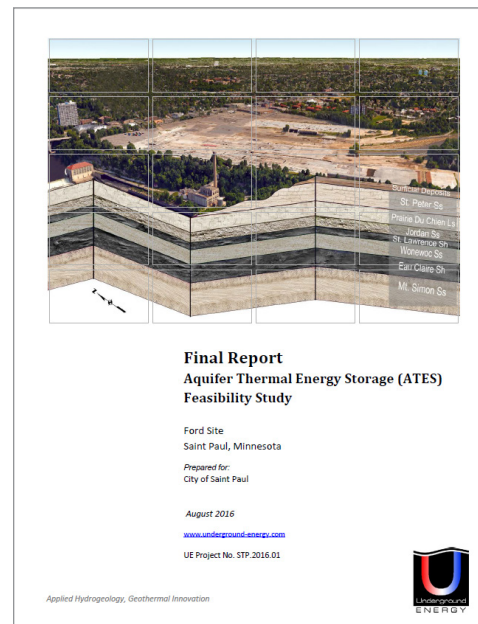 Surficial Deposits
St. Peter Ss
Prairie Du Chien Ls
Jordan Ss
St. Lawrence Sh
Wonewoc Ss
Eau Claire Sh
Mt. Simon Ss
Final Report
Aquifer Thermal Energy Storage (ATES)
Feasibility Study
Ford Site
Saint Paul, Minnesota
Prepared for:
City of Saint Paul
August 2016
www.underground-energy.com
UE Project No. STP.2016.01
Applied Hydrogeology, Geothermal Innovation
Underground
ENERGY